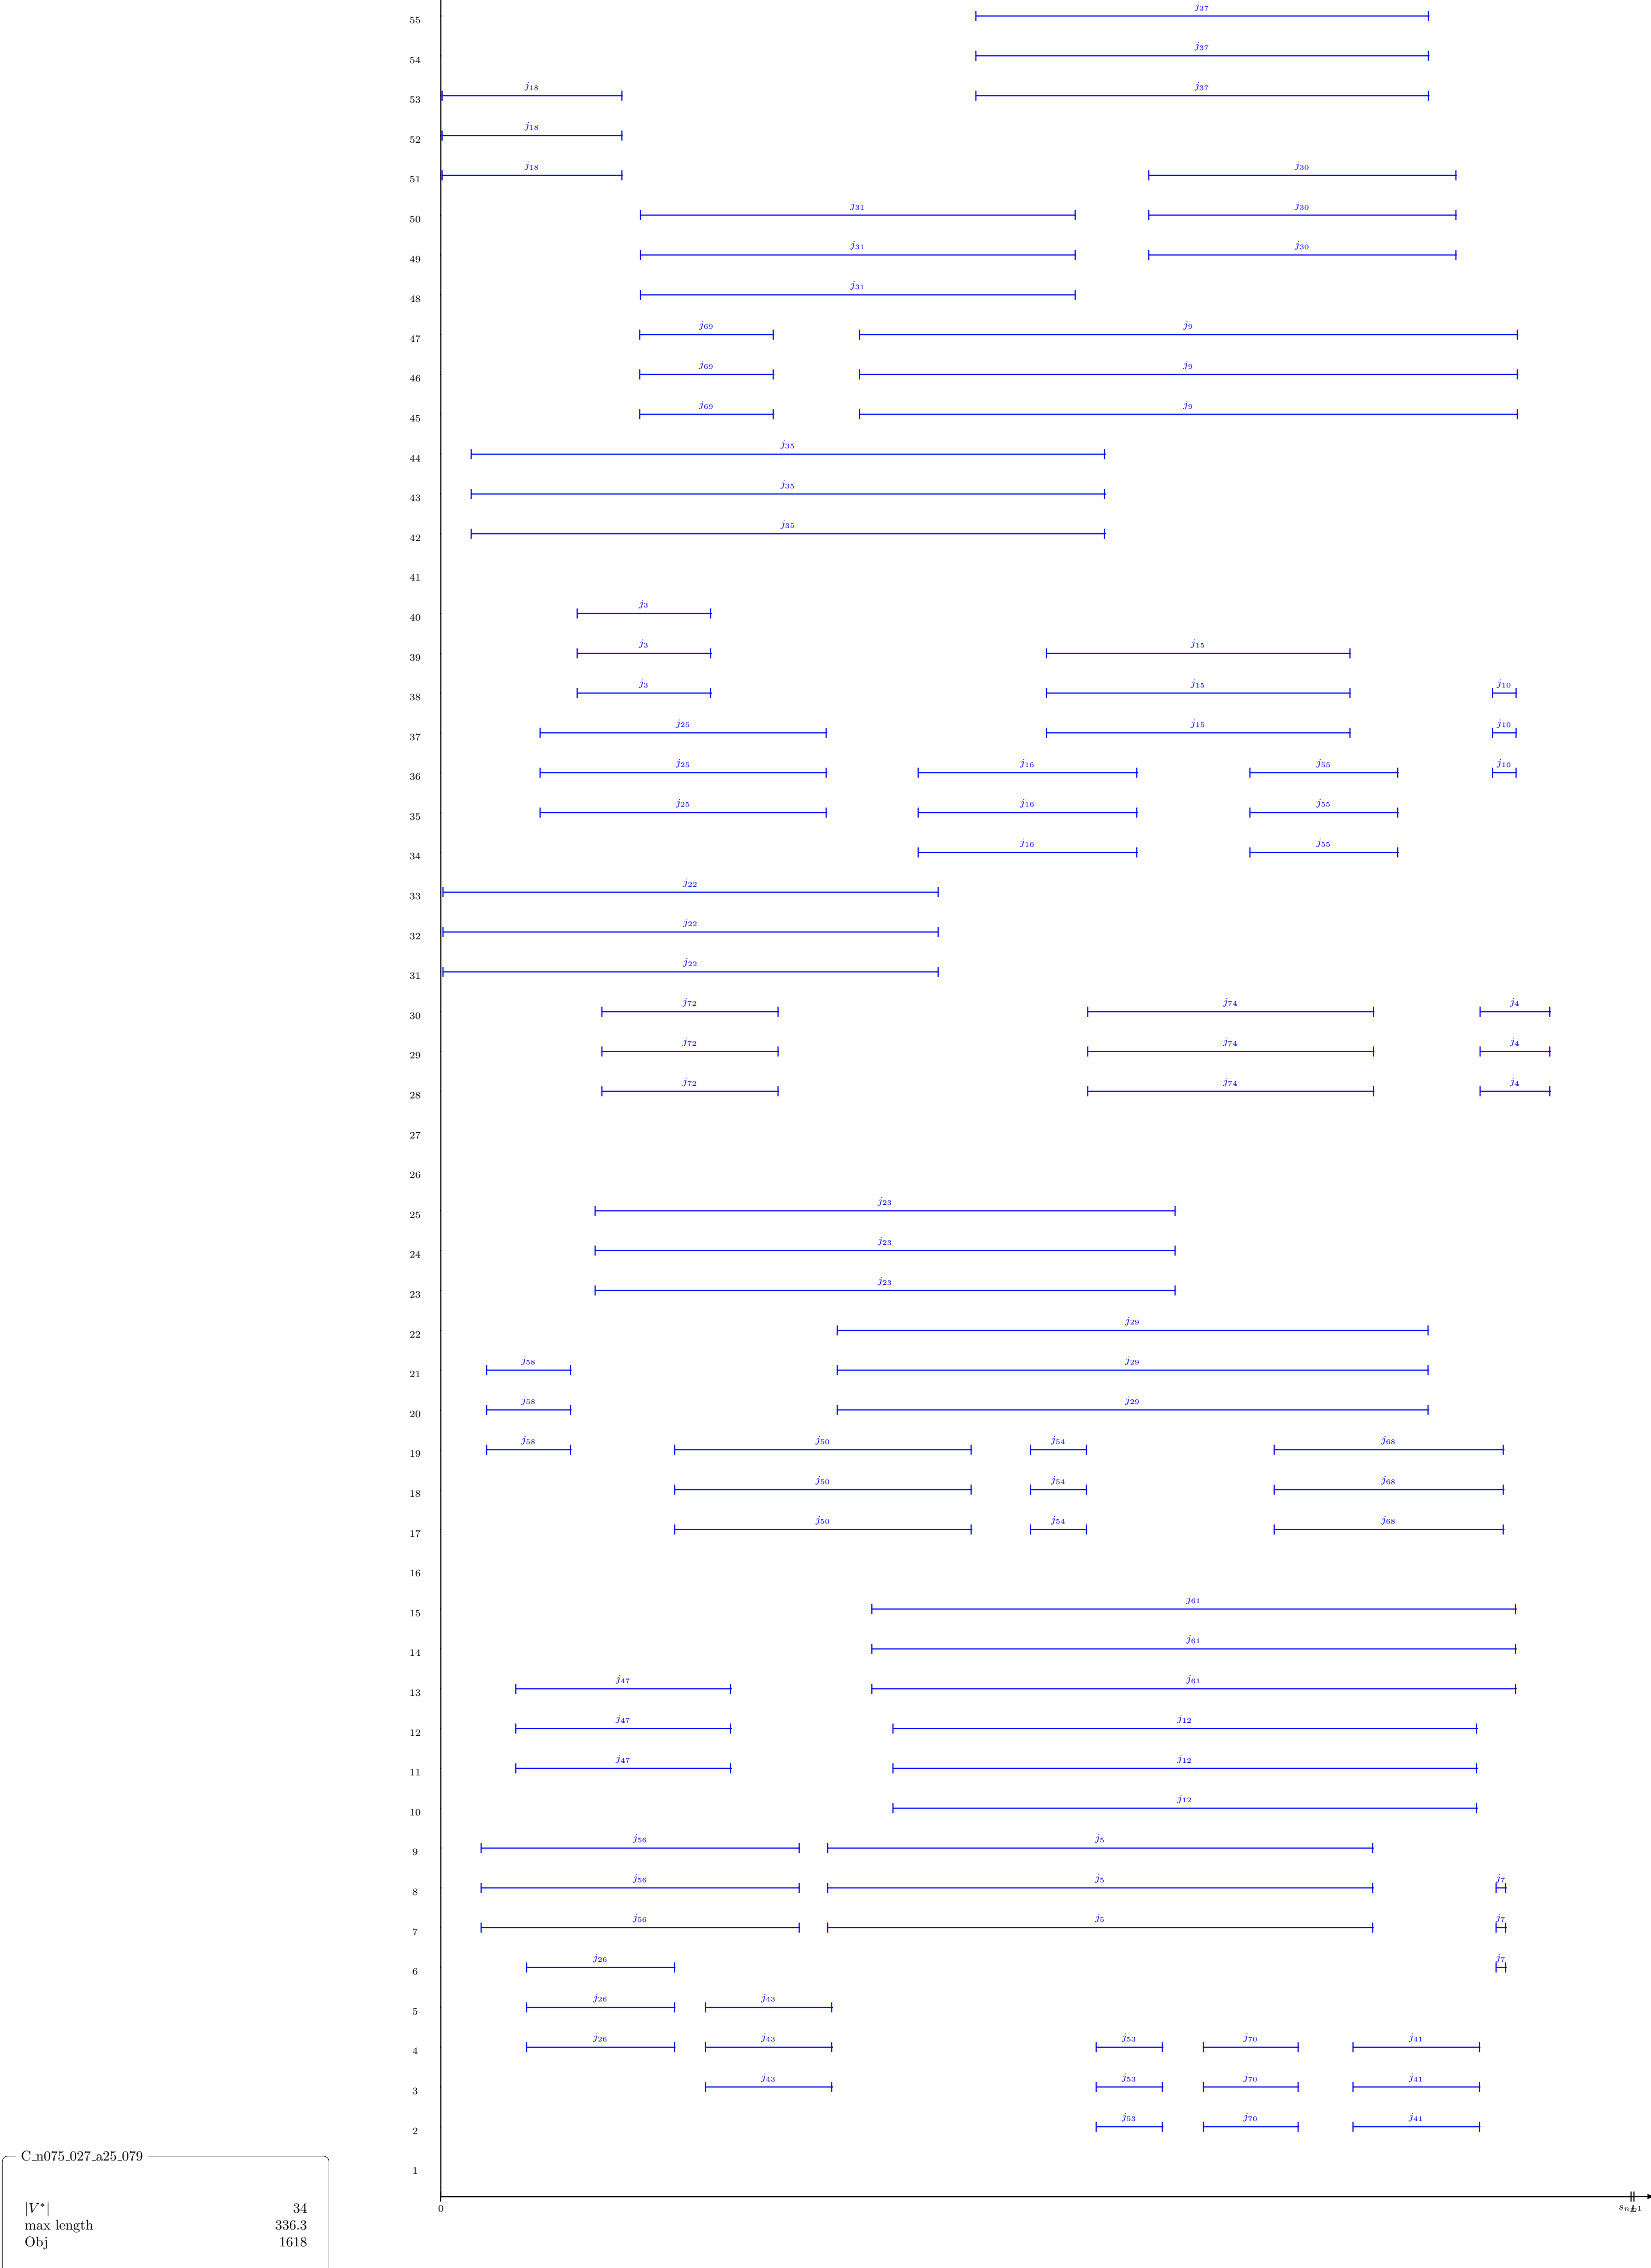 55 j37
54 j37
53 j18 j37
52 j18
51 j18 j30
50 j31 j30
49 j31 j30
48 j31
47 j69 j9
46 j69 j9
45 j69 j9
44 j35
43 j35
42 j35
41
40 j3
39 j3 j15
38 j3 j15 j10
37 j25 j15 j10
36 j25 j16 j55 j10
35 j25 j16 j55
34 j16 j55
33 j22
32 j22
31 j22
30 j72 j74 j4
29 j72 j74 j4
28 j72 j74 j4
27
26
25 j23
24 j23
23 j23
22 j29
21 j58 j29
20 j58 j29
19 j58 j50 j54 j68
18 j50 j54 j68
17 j50 j54 j68
16
15 j61
14 j61
13 j47 j61
12 j47 j12
11 j47 j12
10 j12
9 j56 j5
8 j56 j5 j7
7 j56 j5 j7
6 j26 j7
5 j26 j43
4 j26 j43 j53 j70 j41
3 j43 j53 j70 j41
2 j53 j70 j41
1
0
C_n075_027_a25_079
|V*| 34
max length 336.3
Obj 1618